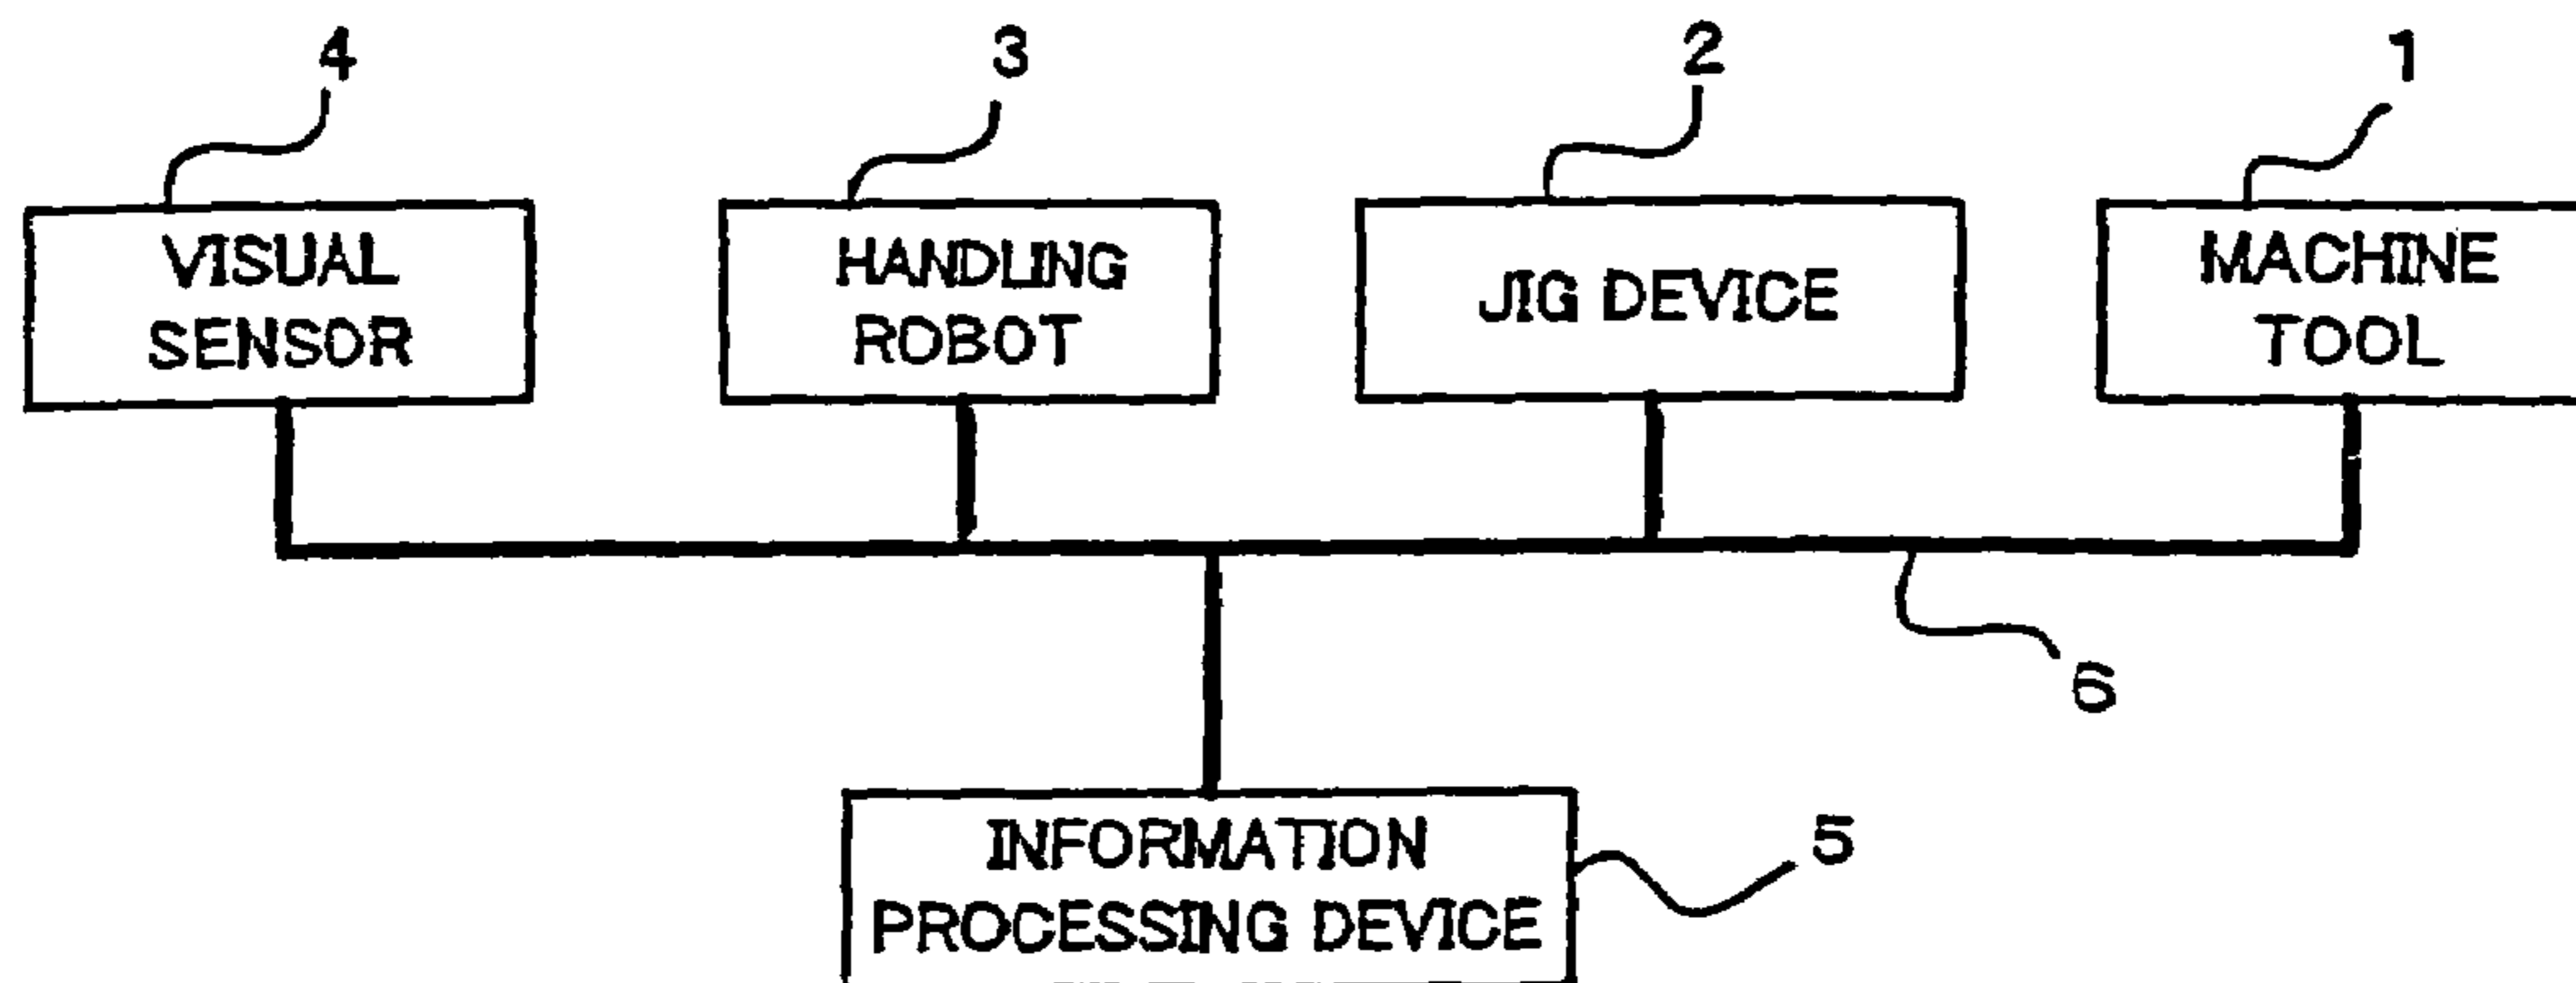 4
3
2
1
VISUAL
SENSOR
HANDLING
ROBOT
JIG DEVICE
MACHINE
TOOL
6
INFORMATION
PROCESSING DEVICE
5